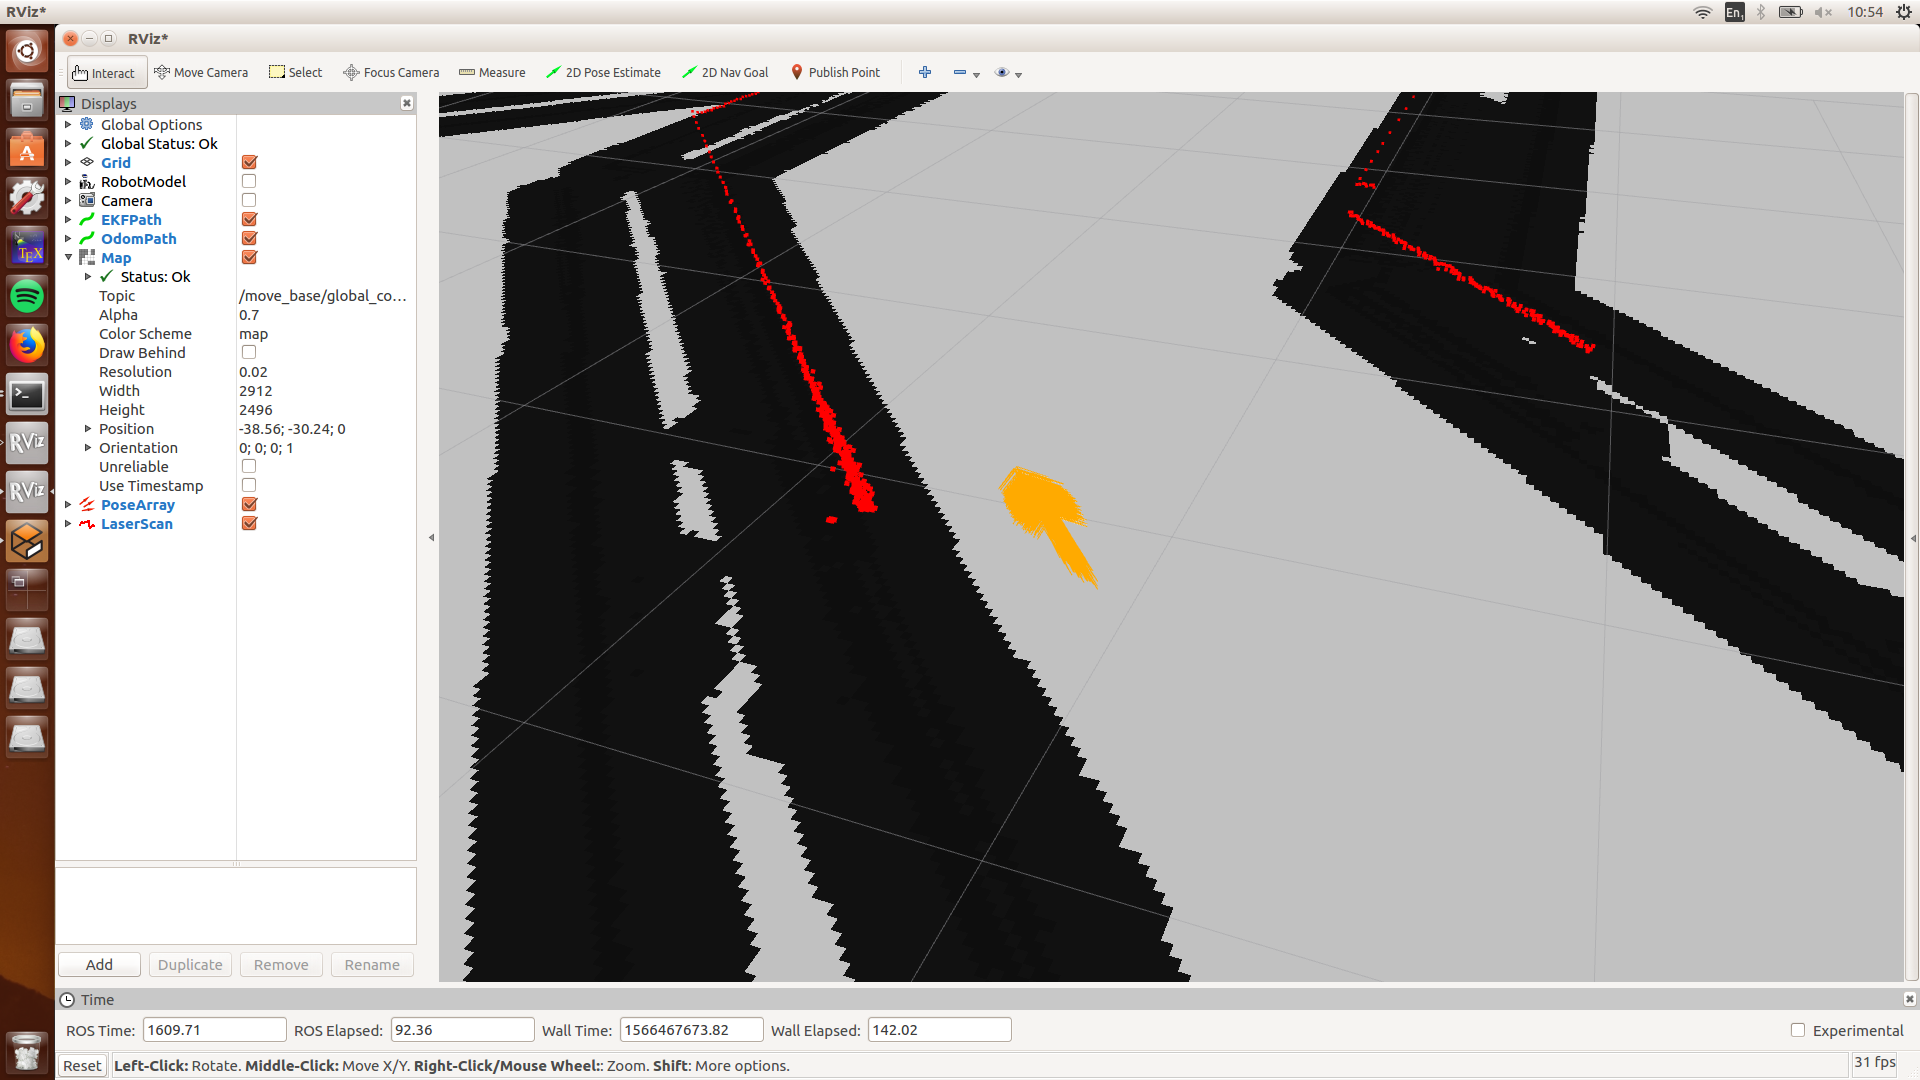 RViz*
En1
10:54
RViz*
Interact
Move Camera
Select
Focus Camera
Measure
2D Pose Estimate
2D Nav Goal
Publish Point
Displays
Global Options
Global Status: Ok
Grid
RobotModel
Camera
EKFPath
OdomPath
Map
Status: Ok
Topic /move_base/global_co...
Alpha 0.7
Color Scheme map
Draw Behind
Resolution 0.02
Width 2912
Height 2496
Position -38.56; -30.24; 0
Orientation 0; 0; 0; 1
Unreliable
Use Timestamp
PoseArray
LaserScan
TEX
RViz
RViz
Add
Duplicate
Remove
Rename
Time
ROS Time: 1609.71 ROS Elapsed: 92.36 Wall Time: 1566467673.82 Wall Elapsed: 142.02 Experimental
Reset Left-Click: Rotate. Middle-Click: Move X/Y. Right-Click/Mouse Wheel:: Zoom. Shift: More options. 31 fps